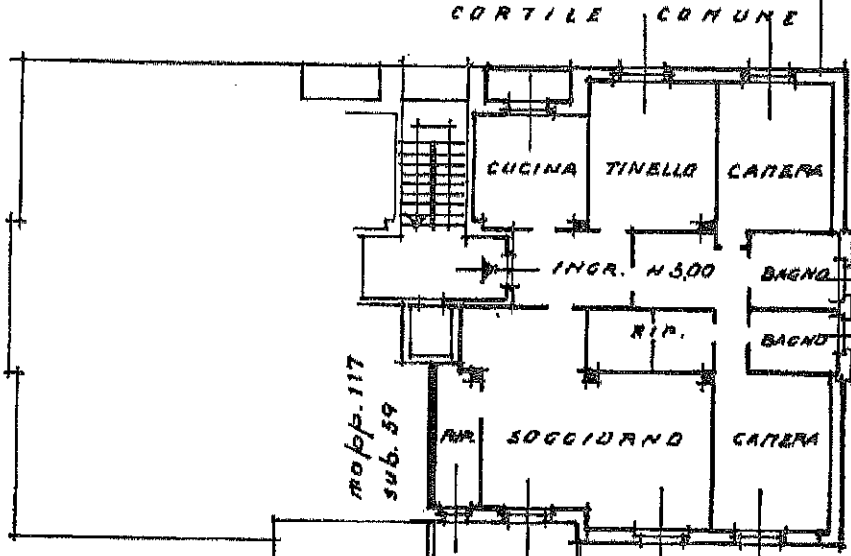 CORTILE COMUNE
CUCINA TINELLO CAMERA
INGR. H 3,00 BAGNO
RIP. BAGNO
mapp. 117
sub. 59
RIP. SOGGIORNO CAMERA